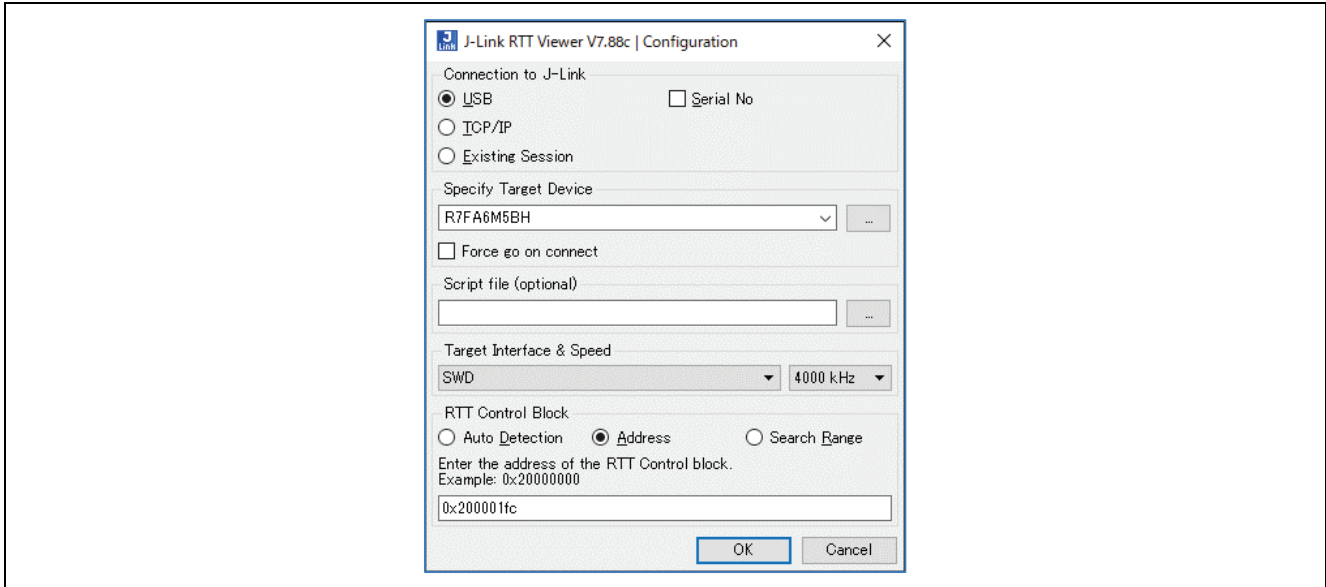 J-Link RTT Viewer V7.88c | Configuration
Connection to J-Link
USB Serial No
TCP/IP
Existing Session
Specify Target Device
R7FA6M5BH ...
Force go on connect
Script file (optional)
...
Target Interface & Speed
SWD 4000 kHz
RTT Control Block
Auto Detection Address Search Range
Enter the address of the RTT Control block.
Example: 0x20000000
0x200001fc
OK Cancel